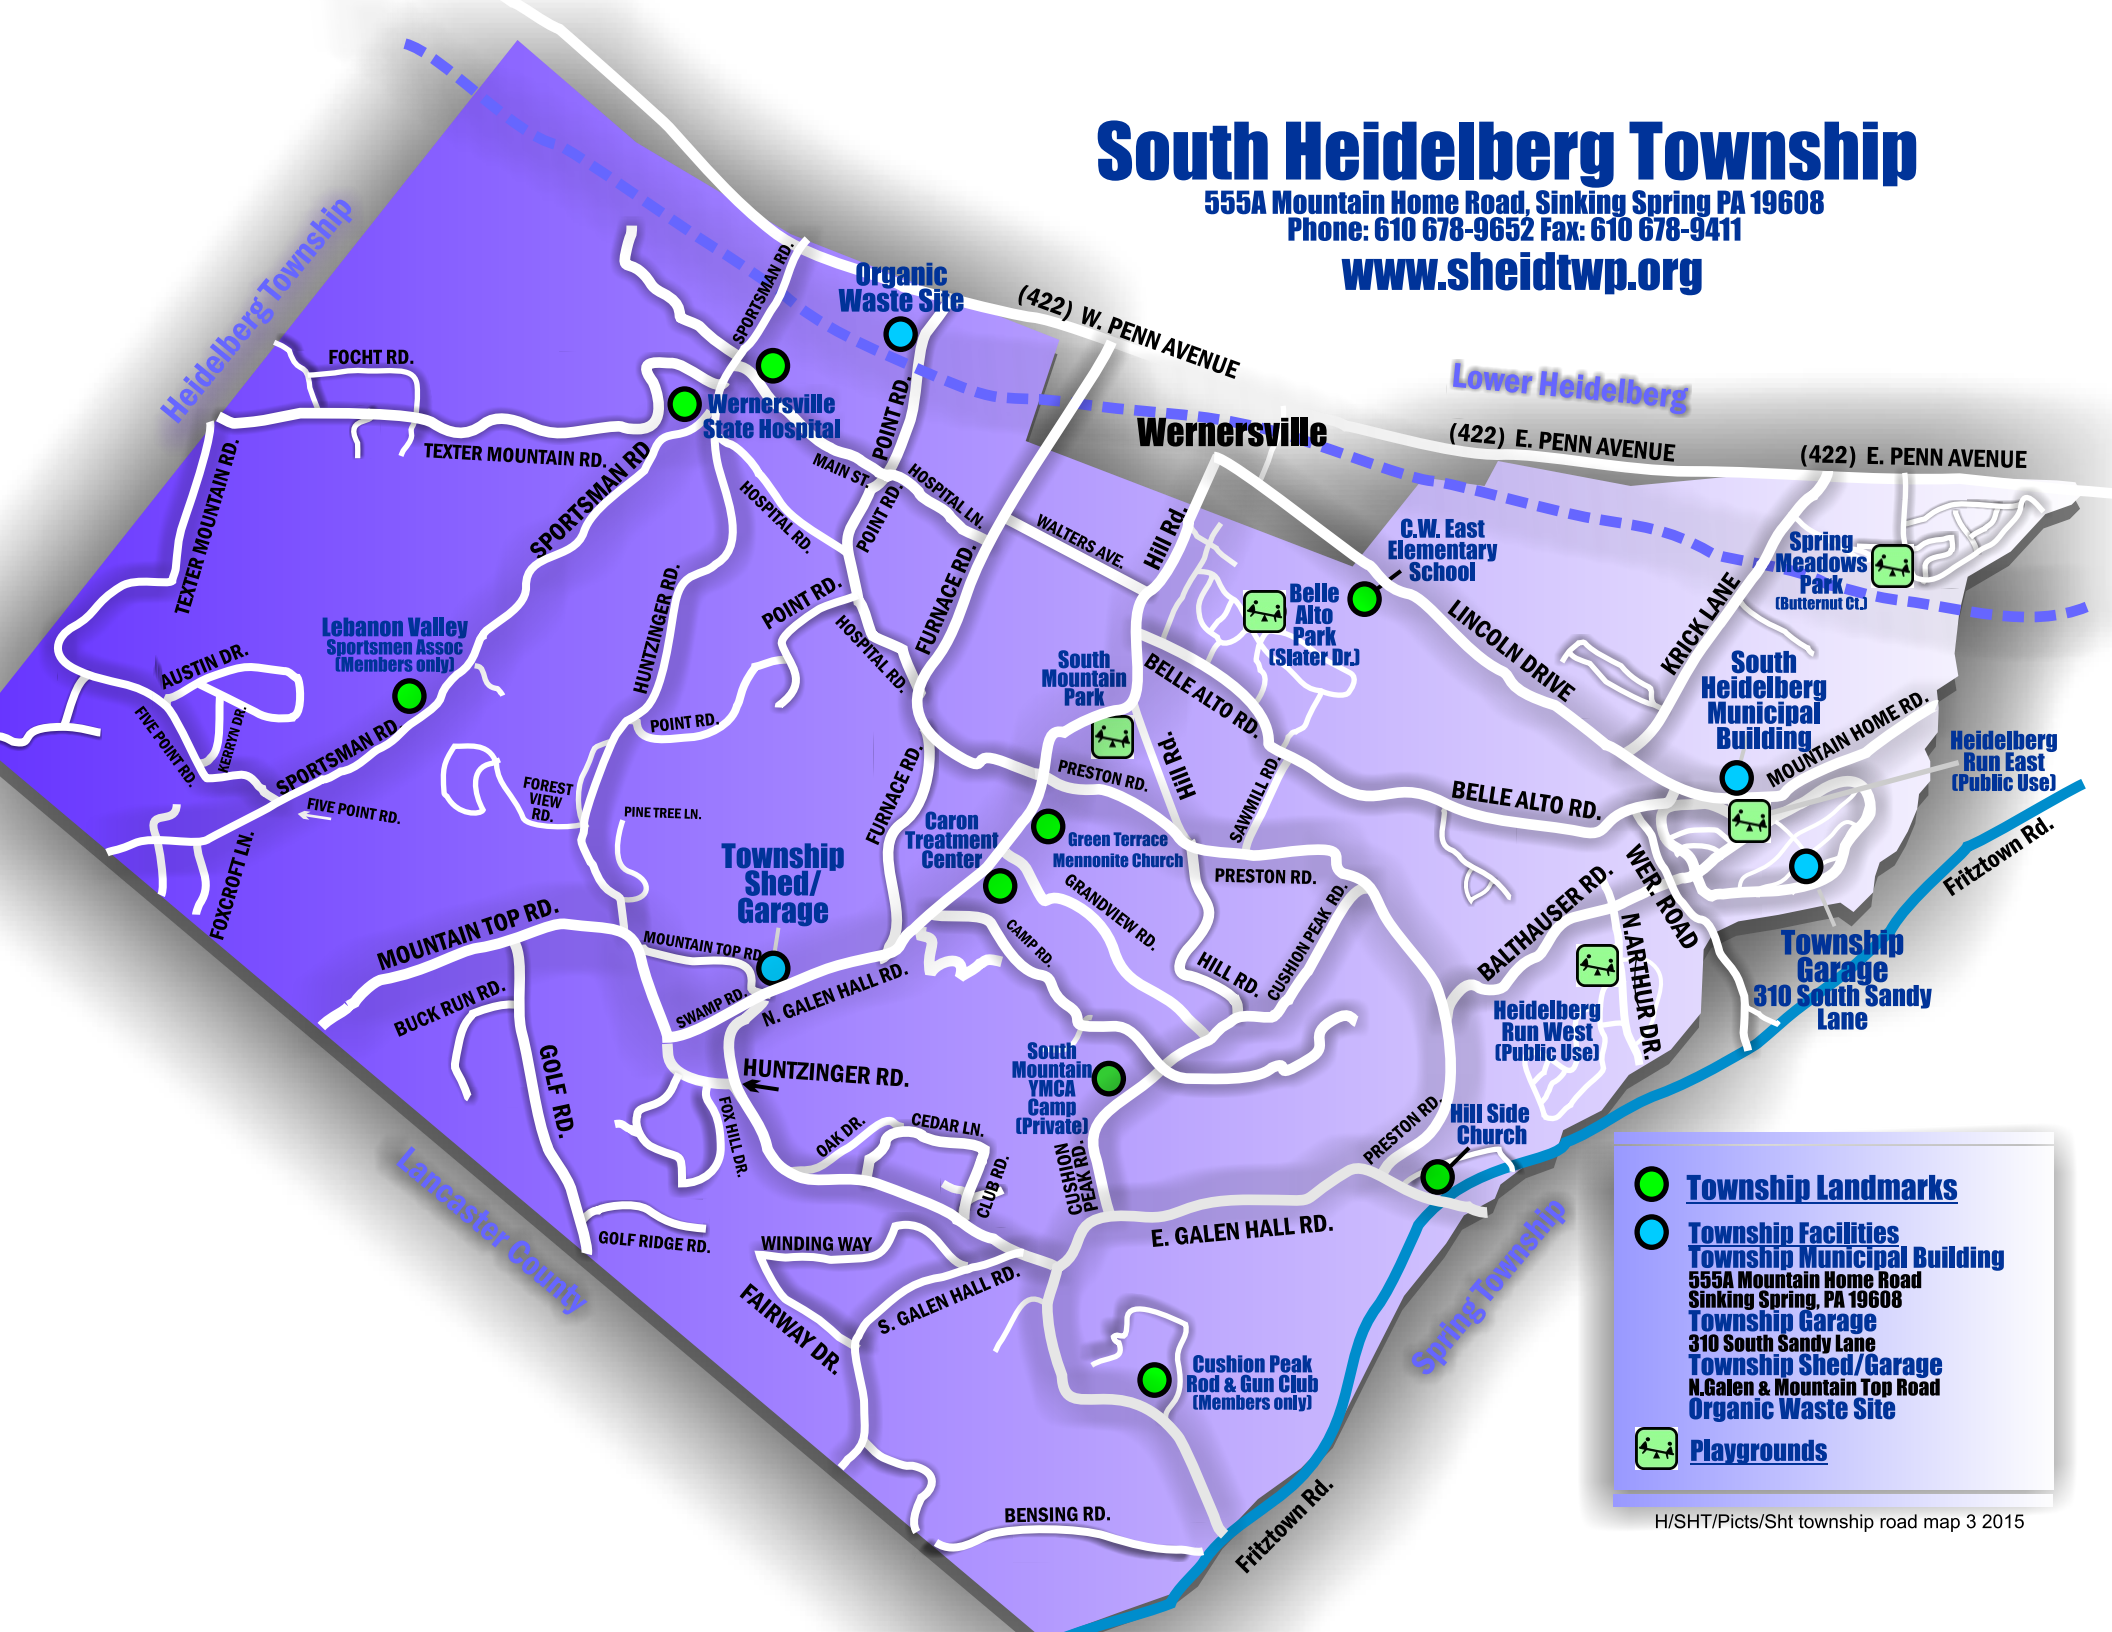 South Heidelberg Township
555A Mountain Home Road, Sinking Spring PA 19608
Phone: 610 678-9652 Fax: 610 678-9411
www.sheidtwp.org
Heidelberg Township
Lower Heidelberg
Lancaster County
Spring Township
SPORTSMAN RD.
Organic
Waste Site
(422) W. PENN AVENUE
(422) E. PENN AVENUE
(422) E. PENN AVENUE
FOCHT RD.
Wernersville
State Hospital
POINT RD.
Wernersville
TEXTER MOUNTAIN RD.
TEXTER MOUNTAIN RD.
SPORTSMAN RD
MAIN ST.
HOSPITAL LN.
HOSPITAL RD.
POINT RD.
WALTERS AVE.
Hill Rd.
C.W. East
Elementary
School
Spring
Meadows
Park
(Butternut Ct.)
HUNTZINGER RD.
POINT RD.
HOSPITAL RD.
FURNACE RD.
Belle
Alto
Park
(Slater Dr.)
LINCOLN DRIVE
KRICK LANE
Lebanon Valley
Sportsmen Assoc
(Members only)
AUSTIN DR.
FIVE POINT RD.
KERRYN DR.
SPORTSMAN RD.
FIVE POINT RD.
FOXCROFT LN.
POINT RD.
South
Mountain
Park
BELLE ALTO RD.
Hill Rd.
South
Heidelberg
Municipal
Building
MOUNTAIN HOME RD.
Heidelberg
Run East
(Public Use)
FOREST
VIEW
RD.
PINE TREE LN.
FURNACE RD.
PRESTON RD.
SAWMILL RD.
BELLE ALTO RD.
Caron
Treatment
Center
Green Terrace
Mennonite Church
Township
Shed/
Garage
GRANDVIEW RD.
PRESTON RD.
CUSHION PEAK RD.
BALTHAUSER RD.
WER. ROAD
Fritztown Rd.
MOUNTAIN TOP RD.
MOUNTAIN TOP RD
CAMP RD.
HILL RD.
N.ARTHUR DR.
Township
Garage
310 South Sandy
Lane
BUCK RUN RD.
SWAMP RD.
N. GALEN HALL RD.
Heidelberg
Run West
(Public Use)
GOLF RD.
HUNTZINGER RD.
South
Mountain
YMCA
Camp
(Private)
FOX HILL DR.
OAK DR.
CEDAR LN.
CLUB RD.
CUSHION
PEAK RD.
PRESTON RD.
Hill Side
Church
GOLF RIDGE RD.
WINDING WAY
E. GALEN HALL RD.
FAIRWAY DR.
S. GALEN HALL RD.
Cushion Peak
Rod & Gun Club
(Members only)
BENSING RD.
Fritztown Rd.
Township Landmarks
Township Facilities
Township Municipal Building
555A Mountain Home Road
Sinking Spring, PA 19608
Township Garage
310 South Sandy Lane
Township Shed/Garage
N.Galen & Mountain Top Road
Organic Waste Site
Playgrounds
H/SHT/Picts/Sht township road map 3 2015